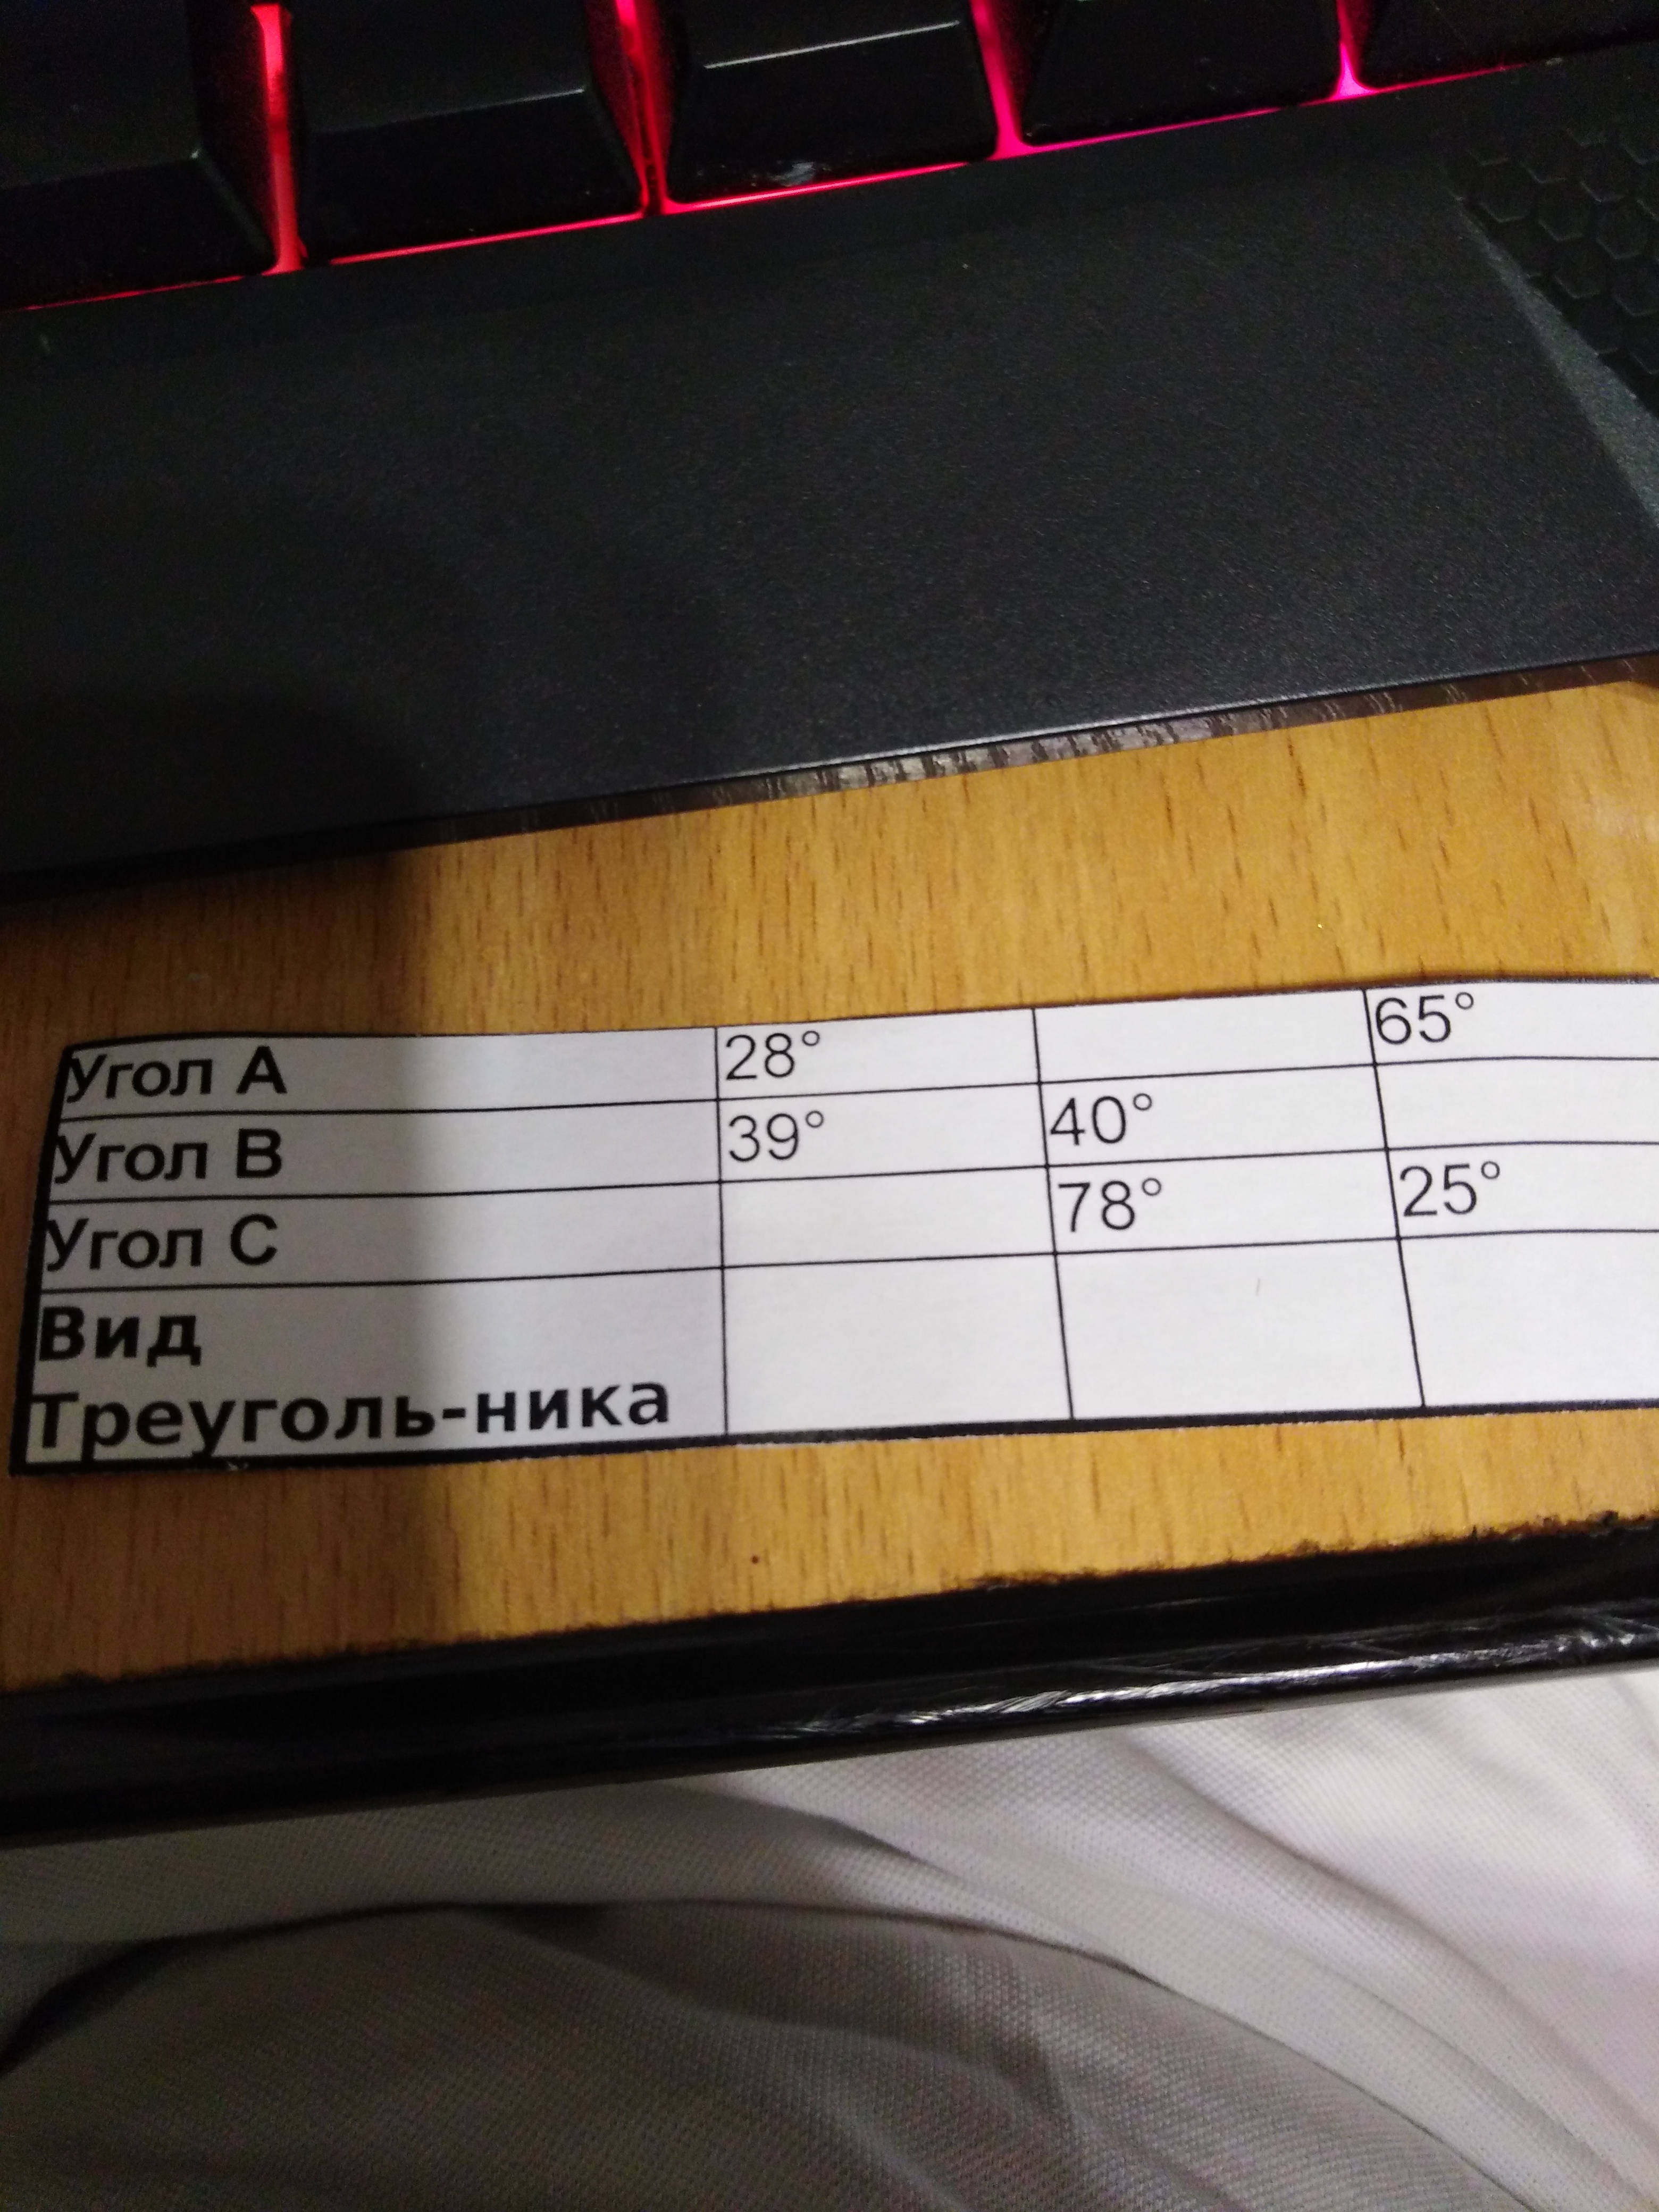 Угол А 28° 65°
Угол В 39° 40°
Угол С 78° 25°
Вид
Треуголь-ника